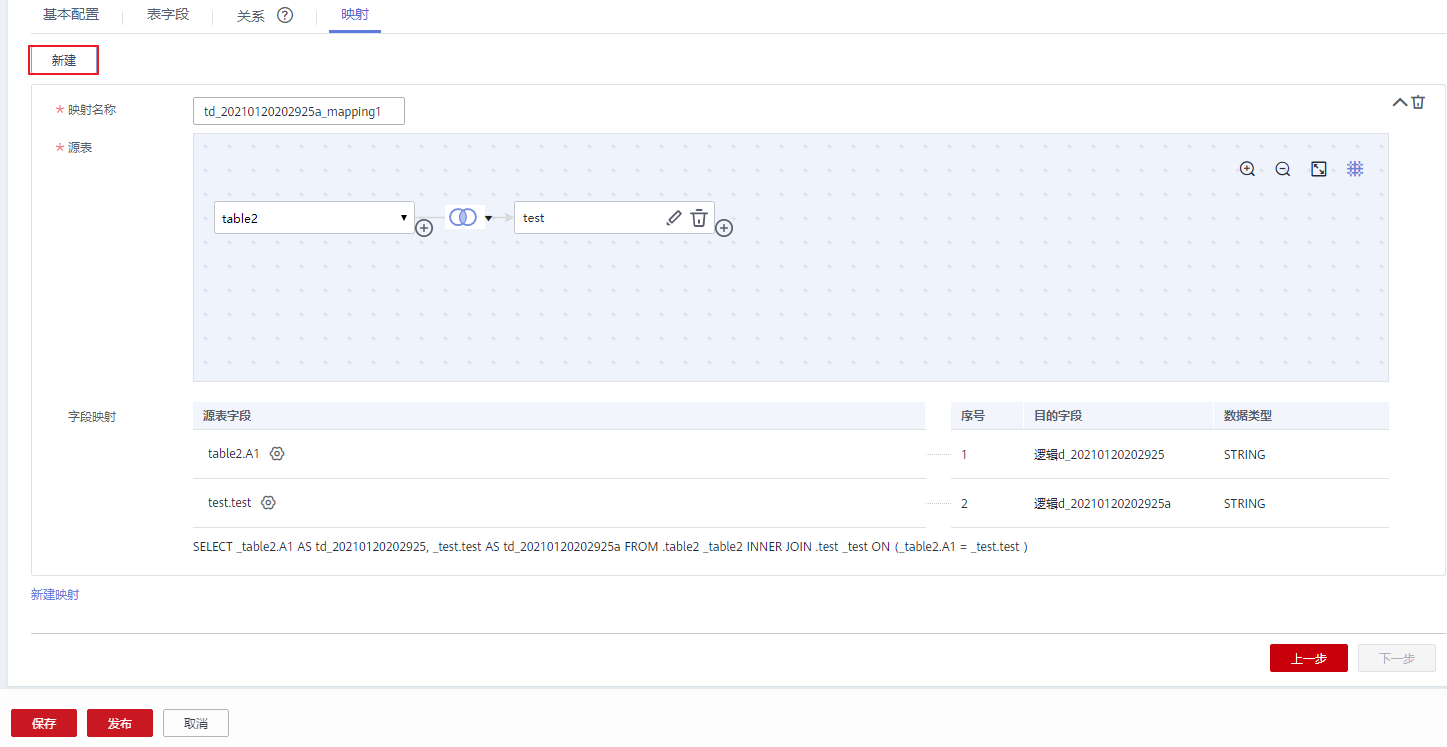 基本配置 表字段 关系 ? 映射
新建
* 映射名称 td_20210120202925a_mapping1
* 源表
table2 test
字段映射 源表字段 序号 目的字段 数据类型
table2.A1 1 逻辑d_20210120202925 STRING
test.test 2 逻辑d_20210120202925a STRING
SELECT _table2.A1 AS td_20210120202925, _test.test AS td_20210120202925a FROM .table2 _table2 INNER JOIN .test _test ON (_table2.A1 = _test.test )
新建映射
上一步 下一步
保存 发布 取消